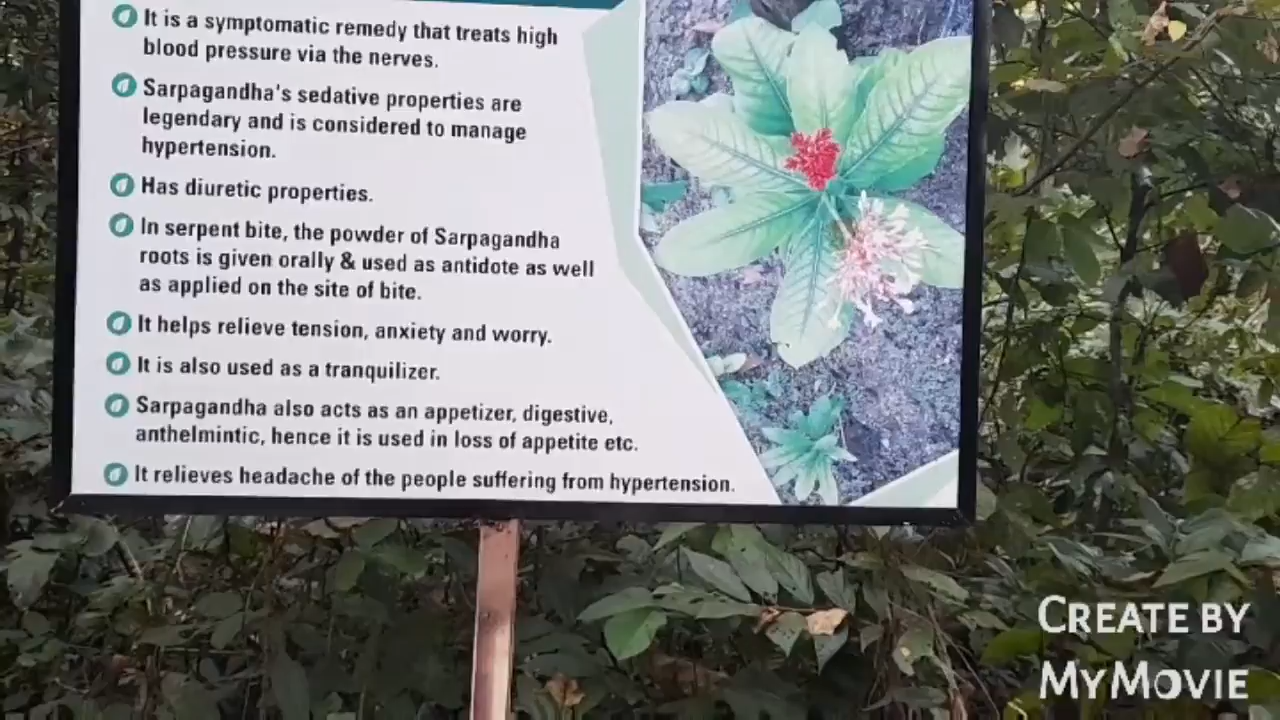 It is a symptomatic remedy that treats high
blood pressure via the nerves.
Sarpagandha's sedative properties are
legendary and is considered to manage
hypertension.
Has diuretic properties.
In serpent bite, the powder of Sarpagandha
roots is given orally & used as antidote as well
as applied on the site of bite.
It helps relieve tension, anxiety and worry.
It is also used as a tranquilizer.
Sarpagandha also acts as an appetizer, digestive,
anthelmintic, hence it is used in loss of appetite etc.
It relieves headache of the people suffering from hypertension.
CREATE BY
MYMOVIE